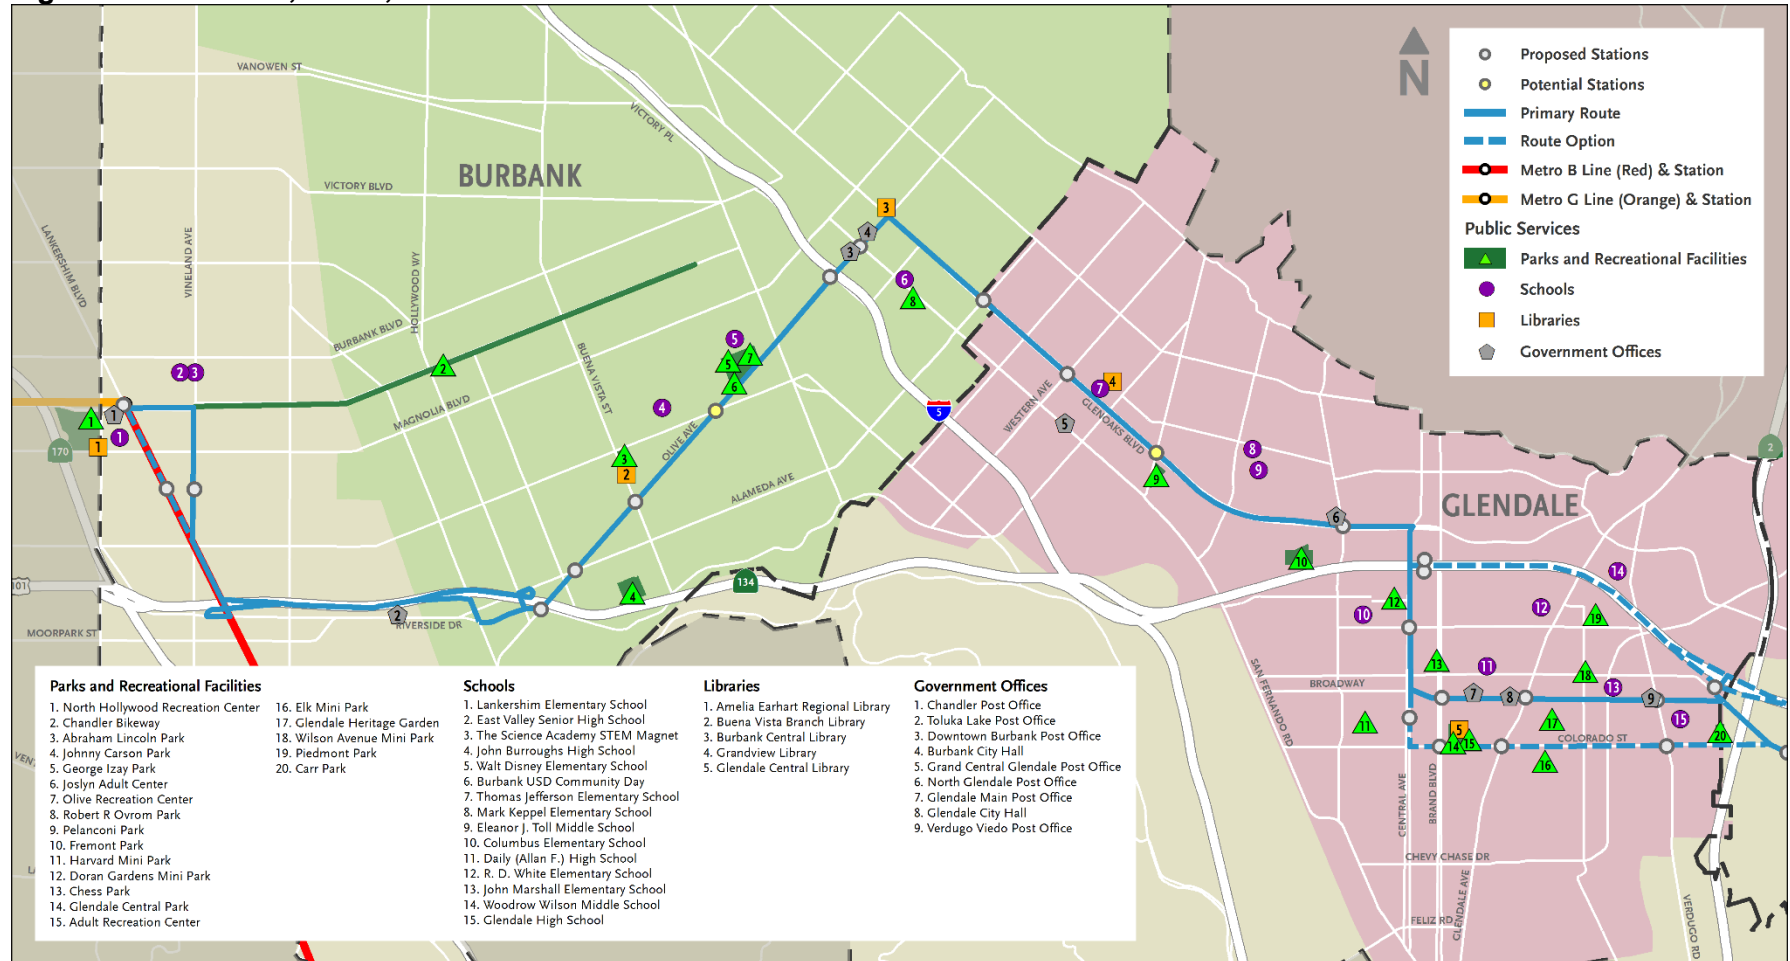 N
Proposed Stations
Potential Stations
Primary Route
Route Option
Metro B Line (Red) & Station
Metro G Line (Orange) & Station
Public Services
Parks and Recreational Facilities
Schools
Libraries
Government Offices
VANOWEN ST
VICTORY PL
BURBANK
VICTORY BLVD
LANKERSHIM BLVD
VINELAND AVE
HOLLYWOOD WY
BURBANK BLVD
BUENA VISTA ST
MAGNOLIA BLVD
OLIVE AVE
ALAMEDA AVE
WESTERN AVE
GLENOAKS BLVD
GLENDALE
170
5
2
101
134
MOORPARK ST
RIVERSIDE DR
SAN FERNANDO RD
BROADWAY
COLORADO ST
CENTRAL AVE
BRAND BLVD
CHEVY CHASE DR
GLENDALE AVE
FELIZ RD
VERDUGO RD
Parks and Recreational Facilities
1. North Hollywood Recreation Center
2. Chandler Bikeway
3. Abraham Lincoln Park
4. Johnny Carson Park
5. George Izay Park
6. Joslyn Adult Center
7. Olive Recreation Center
8. Robert R Ovrom Park
9. Pelanconi Park
10. Fremont Park
11. Harvard Mini Park
12. Doran Gardens Mini Park
13. Chess Park
14. Glendale Central Park
15. Adult Recreation Center
16. Elk Mini Park
17. Glendale Heritage Garden
18. Wilson Avenue Mini Park
19. Piedmont Park
20. Carr Park
Schools
1. Lankershim Elementary School
2. East Valley Senior High School
3. The Science Academy STEM Magnet
4. John Burroughs High School
5. Walt Disney Elementary School
6. Burbank USD Community Day
7. Thomas Jefferson Elementary School
8. Mark Keppel Elementary School
9. Eleanor J. Toll Middle School
10. Columbus Elementary School
11. Daily (Allan F.) High School
12. R. D. White Elementary School
13. John Marshall Elementary School
14. Woodrow Wilson Middle School
15. Glendale High School
Libraries
1. Amelia Earhart Regional Library
2. Buena Vista Branch Library
3. Burbank Central Library
4. Grandview Library
5. Glendale Central Library
Government Offices
1. Chandler Post Office
2. Toluka Lake Post Office
3. Downtown Burbank Post Office
4. Burbank City Hall
5. Grand Central Glendale Post Office
6. North Glendale Post Office
7. Glendale Main Post Office
8. Glendale City Hall
9. Verdugo Viedo Post Office